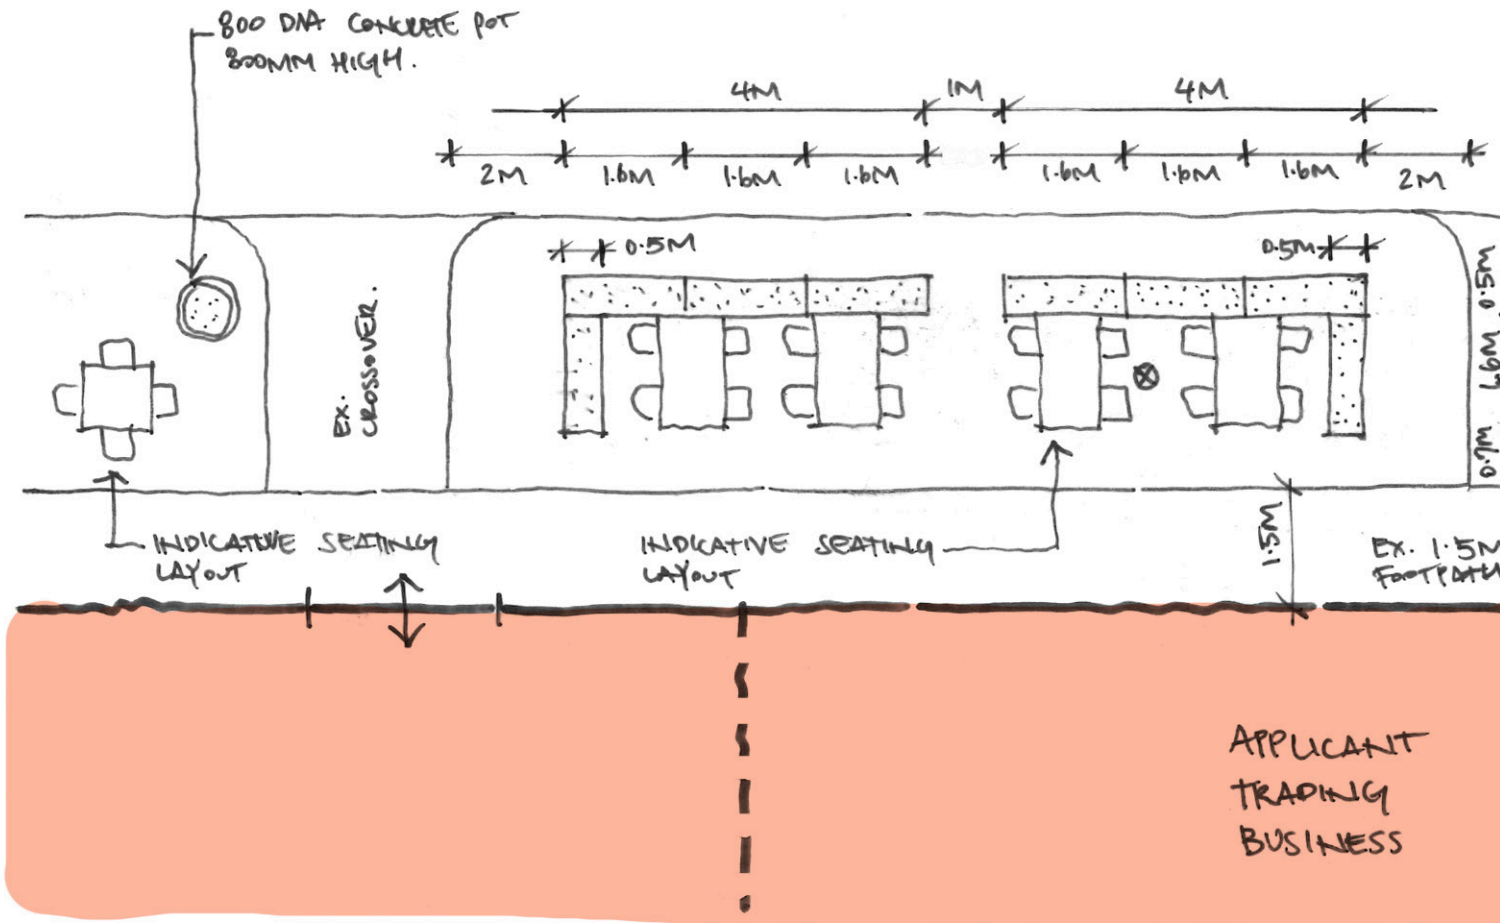 800 DIA CONCRETE POT
800MM HIGH.
4M 1M 4M
2M 1.6M 1.6M 1.6M 1.6M 1.6M 1.6M 2M
0.5M 0.5M
EX.
CROSSOVER.
0.5M
1.6M
0.7M
INDICATIVE SEATING
LAYOUT
INDICATIVE SEATING
LAYOUT
1.5M
EX. 1.5M
FOOTPATH
APPLICANT
TRADING
BUSINESS